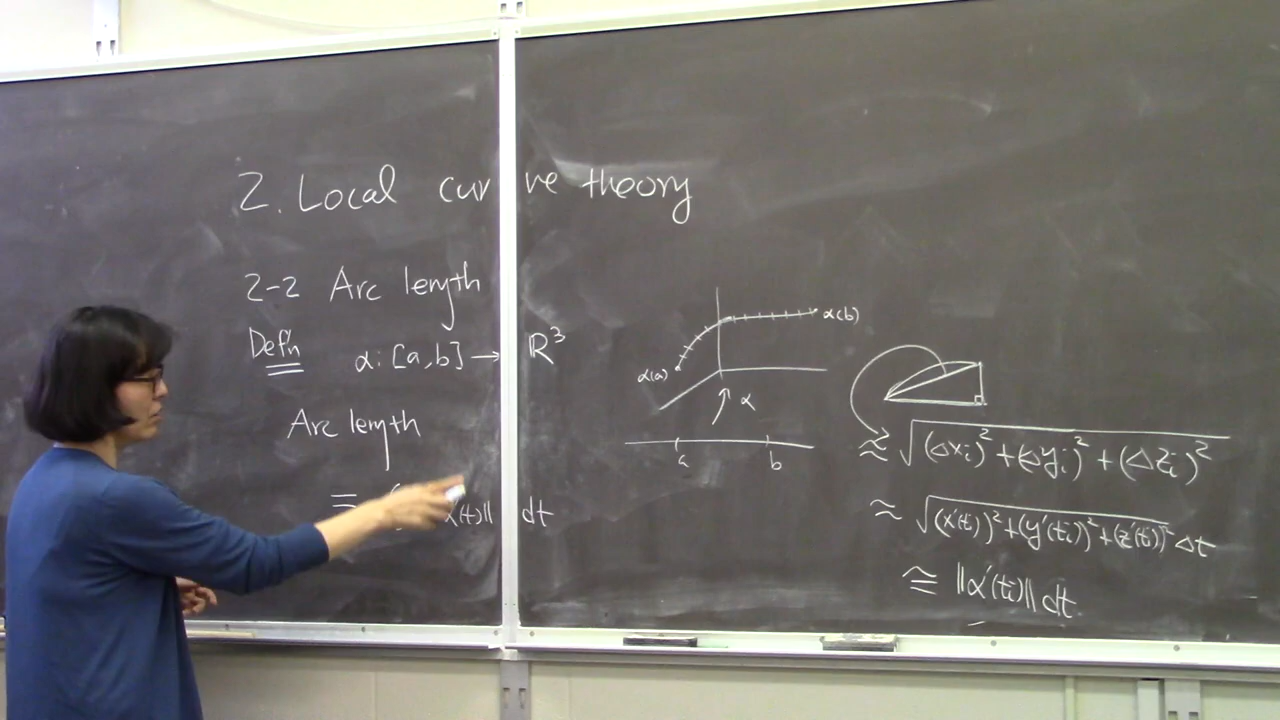 2. Local curve theory
2-2 Arc length
Def'n α: [a,b] → ℝ³
Arc length
≡ α'(t)‖ dt
α(b)
α(a)
α
a b
≈ √(Δxᵢ)² + (Δyᵢ)² + (Δzᵢ)²
≈ √(x'(tᵢ))² + (y'(tᵢ))² + (z'(tᵢ))² Δt
≅ ‖α'(tᵢ)‖ dt